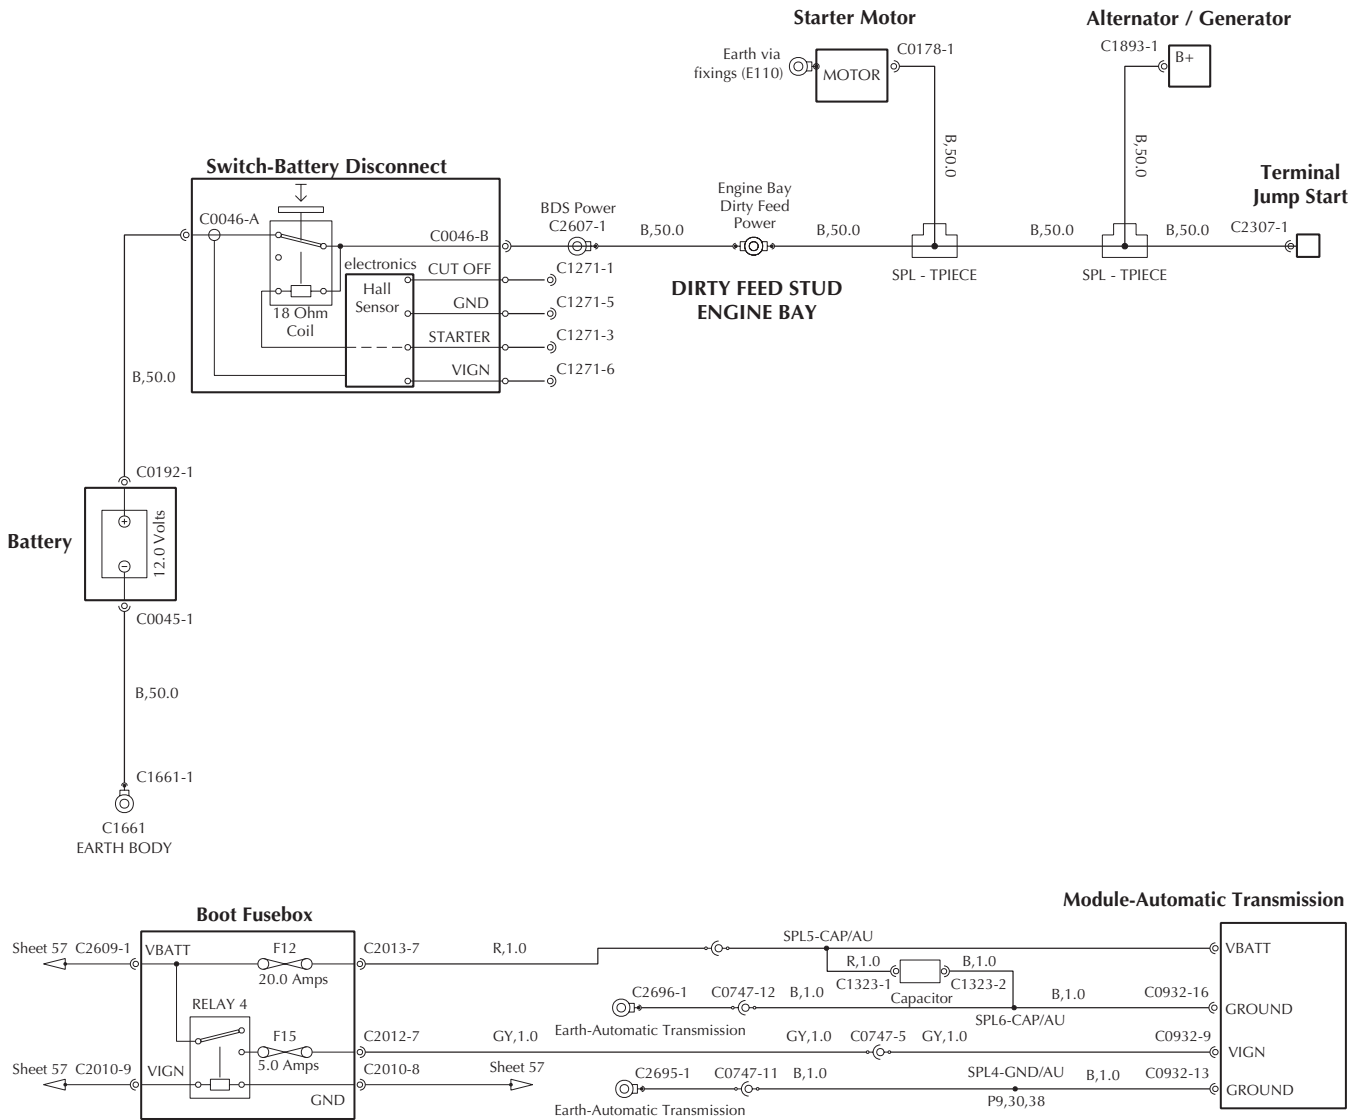 Starter Motor
Alternator / Generator
Earth via
fixings (E110)
MOTOR
C0178-1
C1893-1
B+
B,50.0
B,50.0
Switch-Battery Disconnect
Terminal
Jump Start
C0046-A
C0046-B
BDS Power
C2607-1
B,50.0
Engine Bay
Dirty Feed
Power
B,50.0
B,50.0
B,50.0
C2307-1
SPL - TPIECE
SPL - TPIECE
DIRTY FEED STUD
ENGINE BAY
electronics
Hall
Sensor
18 Ohm
Coil
CUT OFF
C1271-1
GND
C1271-5
STARTER
C1271-3
VIGN
C1271-6
B,50.0
C0192-1
Battery
12.0 Volts
C0045-1
B,50.0
C1661-1
C1661
EARTH BODY
Boot Fusebox
Module-Automatic Transmission
Sheet 57
C2609-1
VBATT
F12
20.0 Amps
C2013-7
R,1.0
SPL5-CAP/AU
VBATT
R,1.0
B,1.0
C1323-1
Capacitor
C1323-2
RELAY 4
C2696-1
C0747-12
B,1.0
B,1.0
C0932-16
GROUND
Earth-Automatic Transmission
SPL6-CAP/AU
F15
5.0 Amps
C2012-7
GY,1.0
GY,1.0
C0747-5
GY,1.0
C0932-9
VIGN
Sheet 57
C2010-9
VIGN
GND
C2010-8
Sheet 57
C2695-1
C0747-11
B,1.0
SPL4-GND/AU
B,1.0
C0932-13
GROUND
Earth-Automatic Transmission
P9,30,38